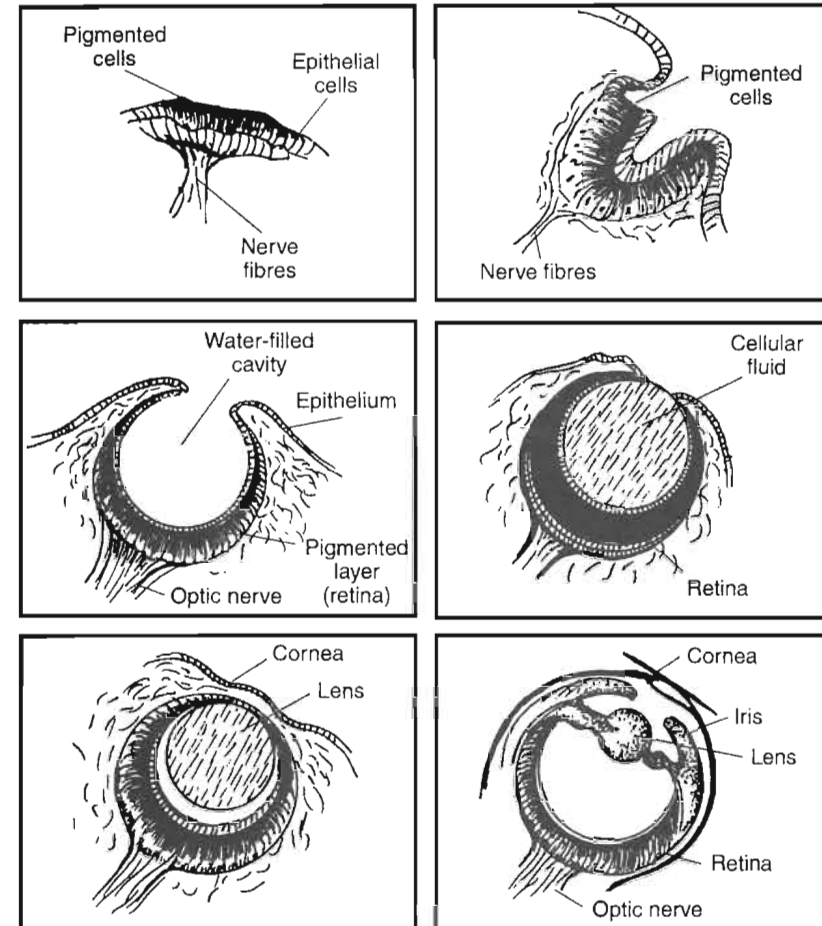 Pigmented
cells
Epithelial
cells
Nerve
fibres
Pigmented
cells
Nerve fibres
Water-filled
cavity
Epithelium
Pigmented
layer
(retina)
Optic nerve
Cellular
fluid
Retina
Cornea
Lens
Cornea
Iris
Lens
Retina
Optic nerve